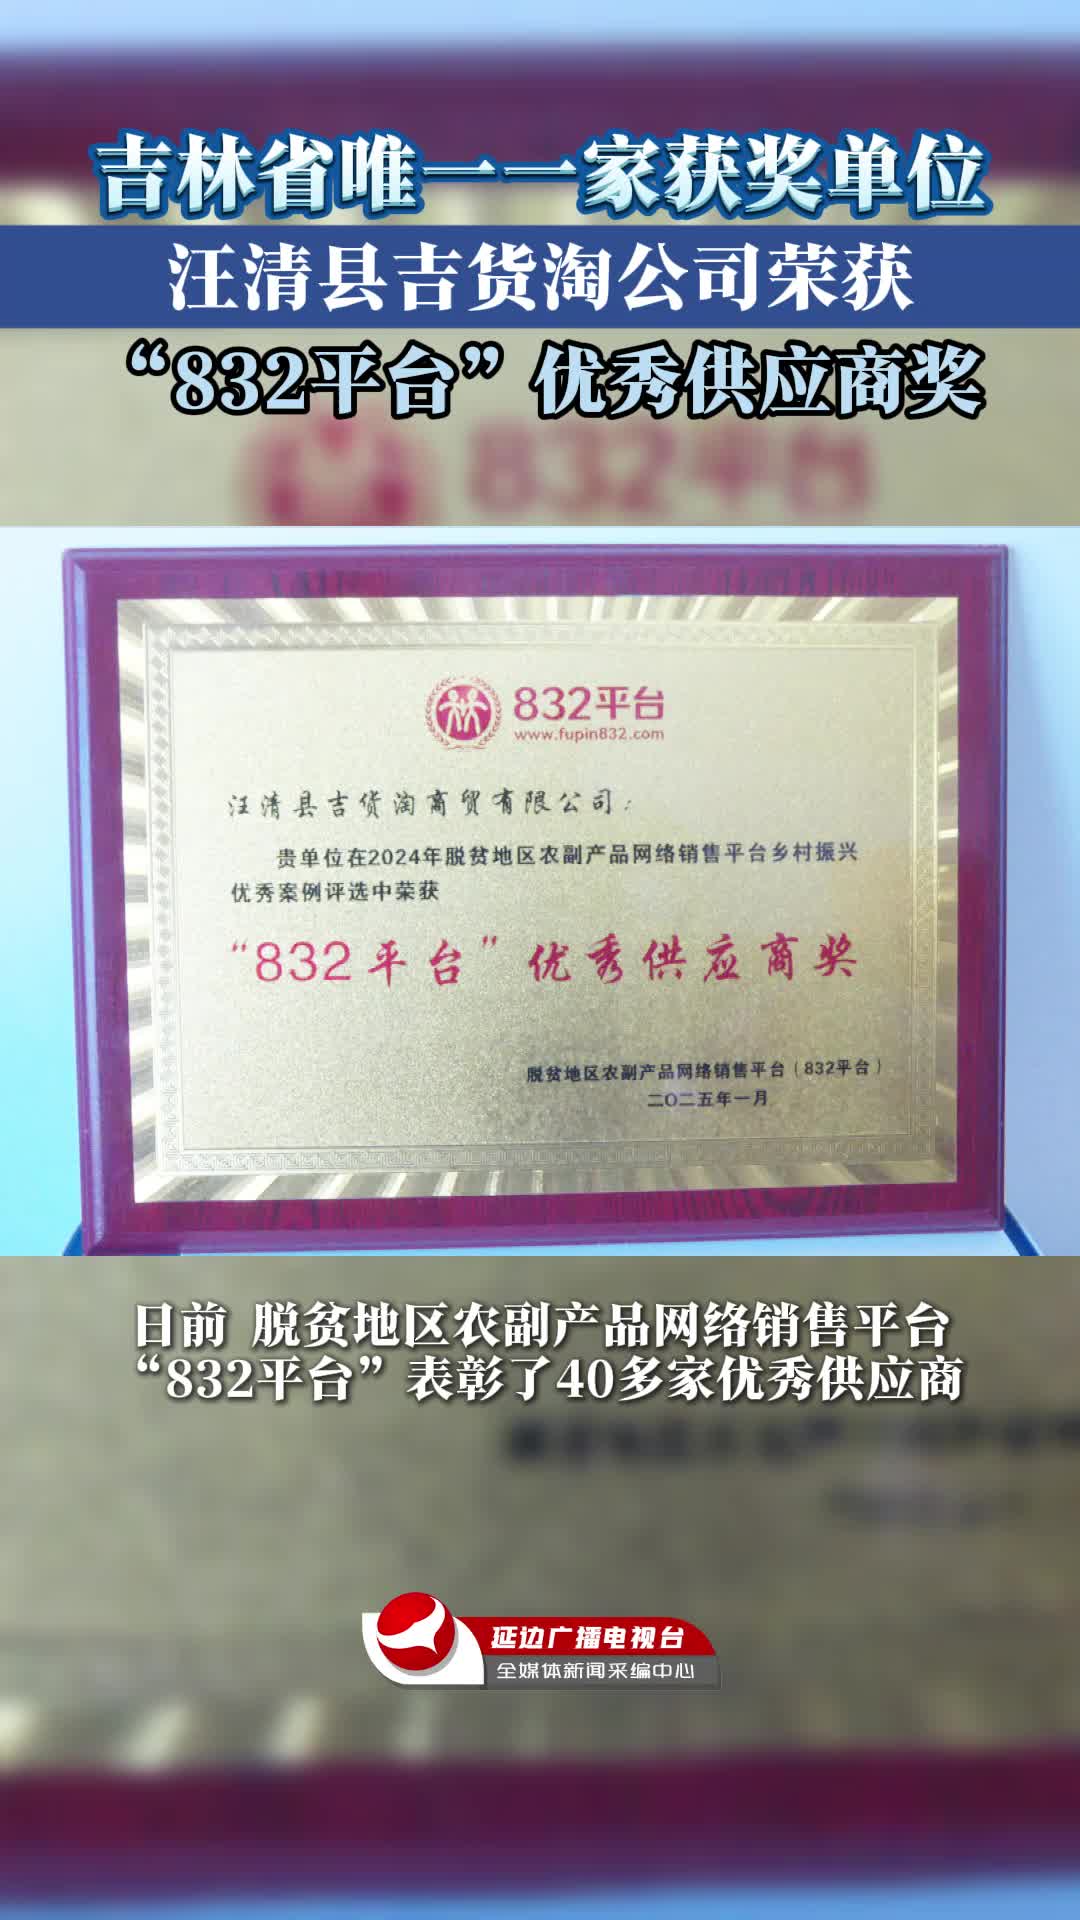 吉林省唯一一家获奖单位
汪清县吉货淘公司荣获
“832平台”优秀供应商奖
832平台
832平台
www.fupin832.com
汪清县吉货淘商贸有限公司：
贵单位在2024年脱贫地区农副产品网络销售平台乡村振兴
优秀案例评选中荣获
“832平台”优秀供应商奖
脱贫地区农副产品网络销售平台（832平台）
二〇二五年一月
日前 脱贫地区农副产品网络销售平台
“832平台”表彰了40多家优秀供应商
延边广播电视台
全媒体新闻采编中心